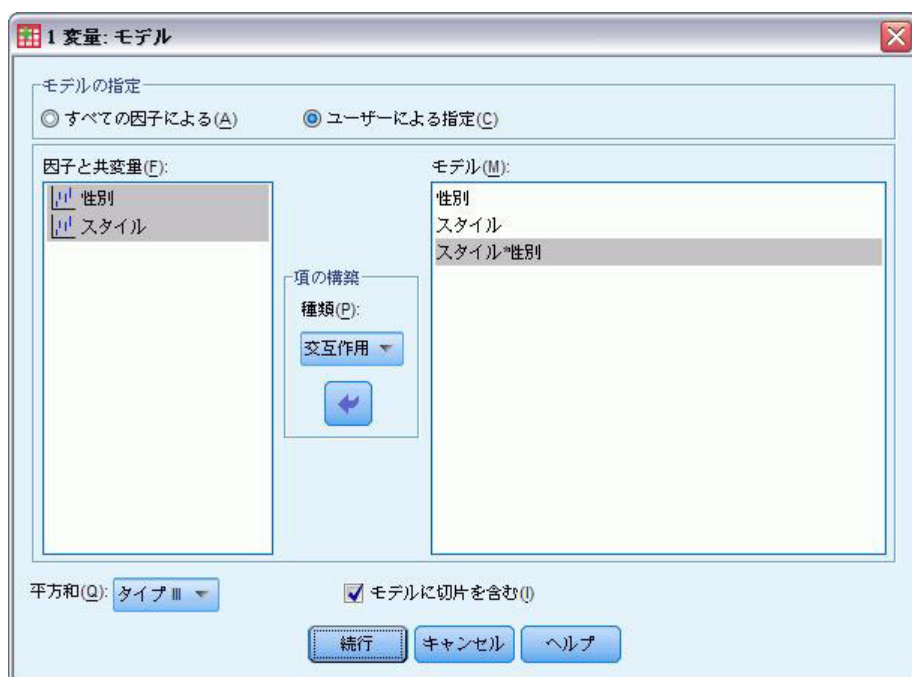 1 変量: モデル
モデルの指定
すべての因子による(A)
ユーザーによる指定(C)
因子と共変量(F):
性別
スタイル
項の構築
種類(P):
交互作用
モデル(M):
性別
スタイル
スタイル*性別
平方和(Q):
タイプ III
モデルに切片を含む(I)
続行
キャンセル
ヘルプ